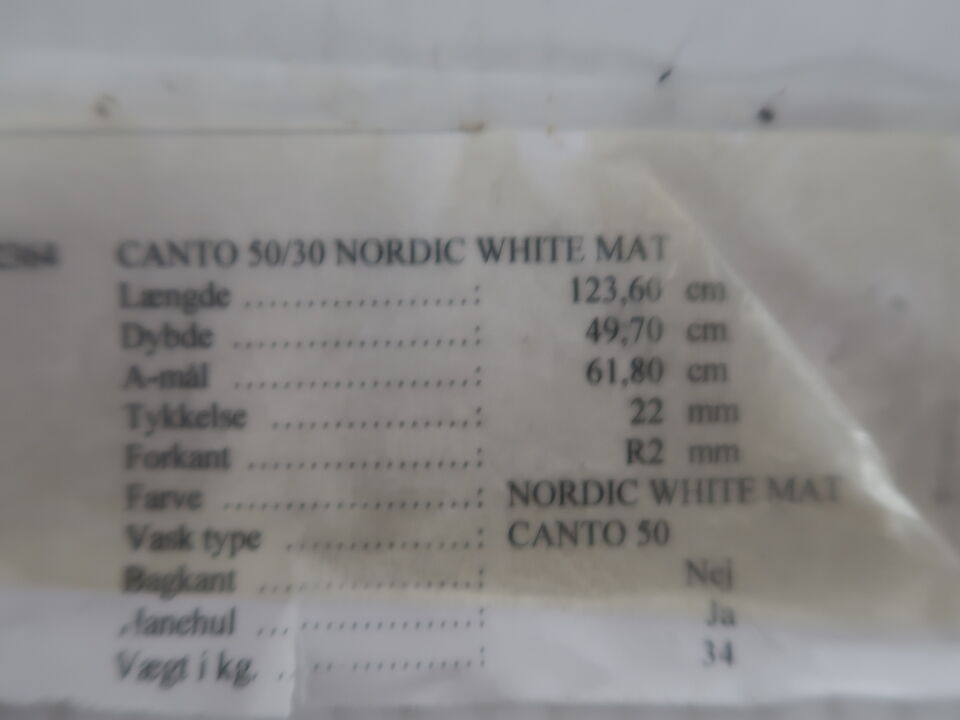 CANTO 50/30 NORDIC WHITE MAT
Længde ......................: 123,60 cm
Dybde ......................: 49,70 cm
A-mål ......................: 61,80 cm
Tykkelse ...................: 22 mm
Forkant .....................: R2 mm
Farve .......................: NORDIC WHITE MAT
Vask type ..................: CANTO 50
Bagkant ....................: Nej
Hanehul ....................: Ja
Vægt i kg. .................: 34